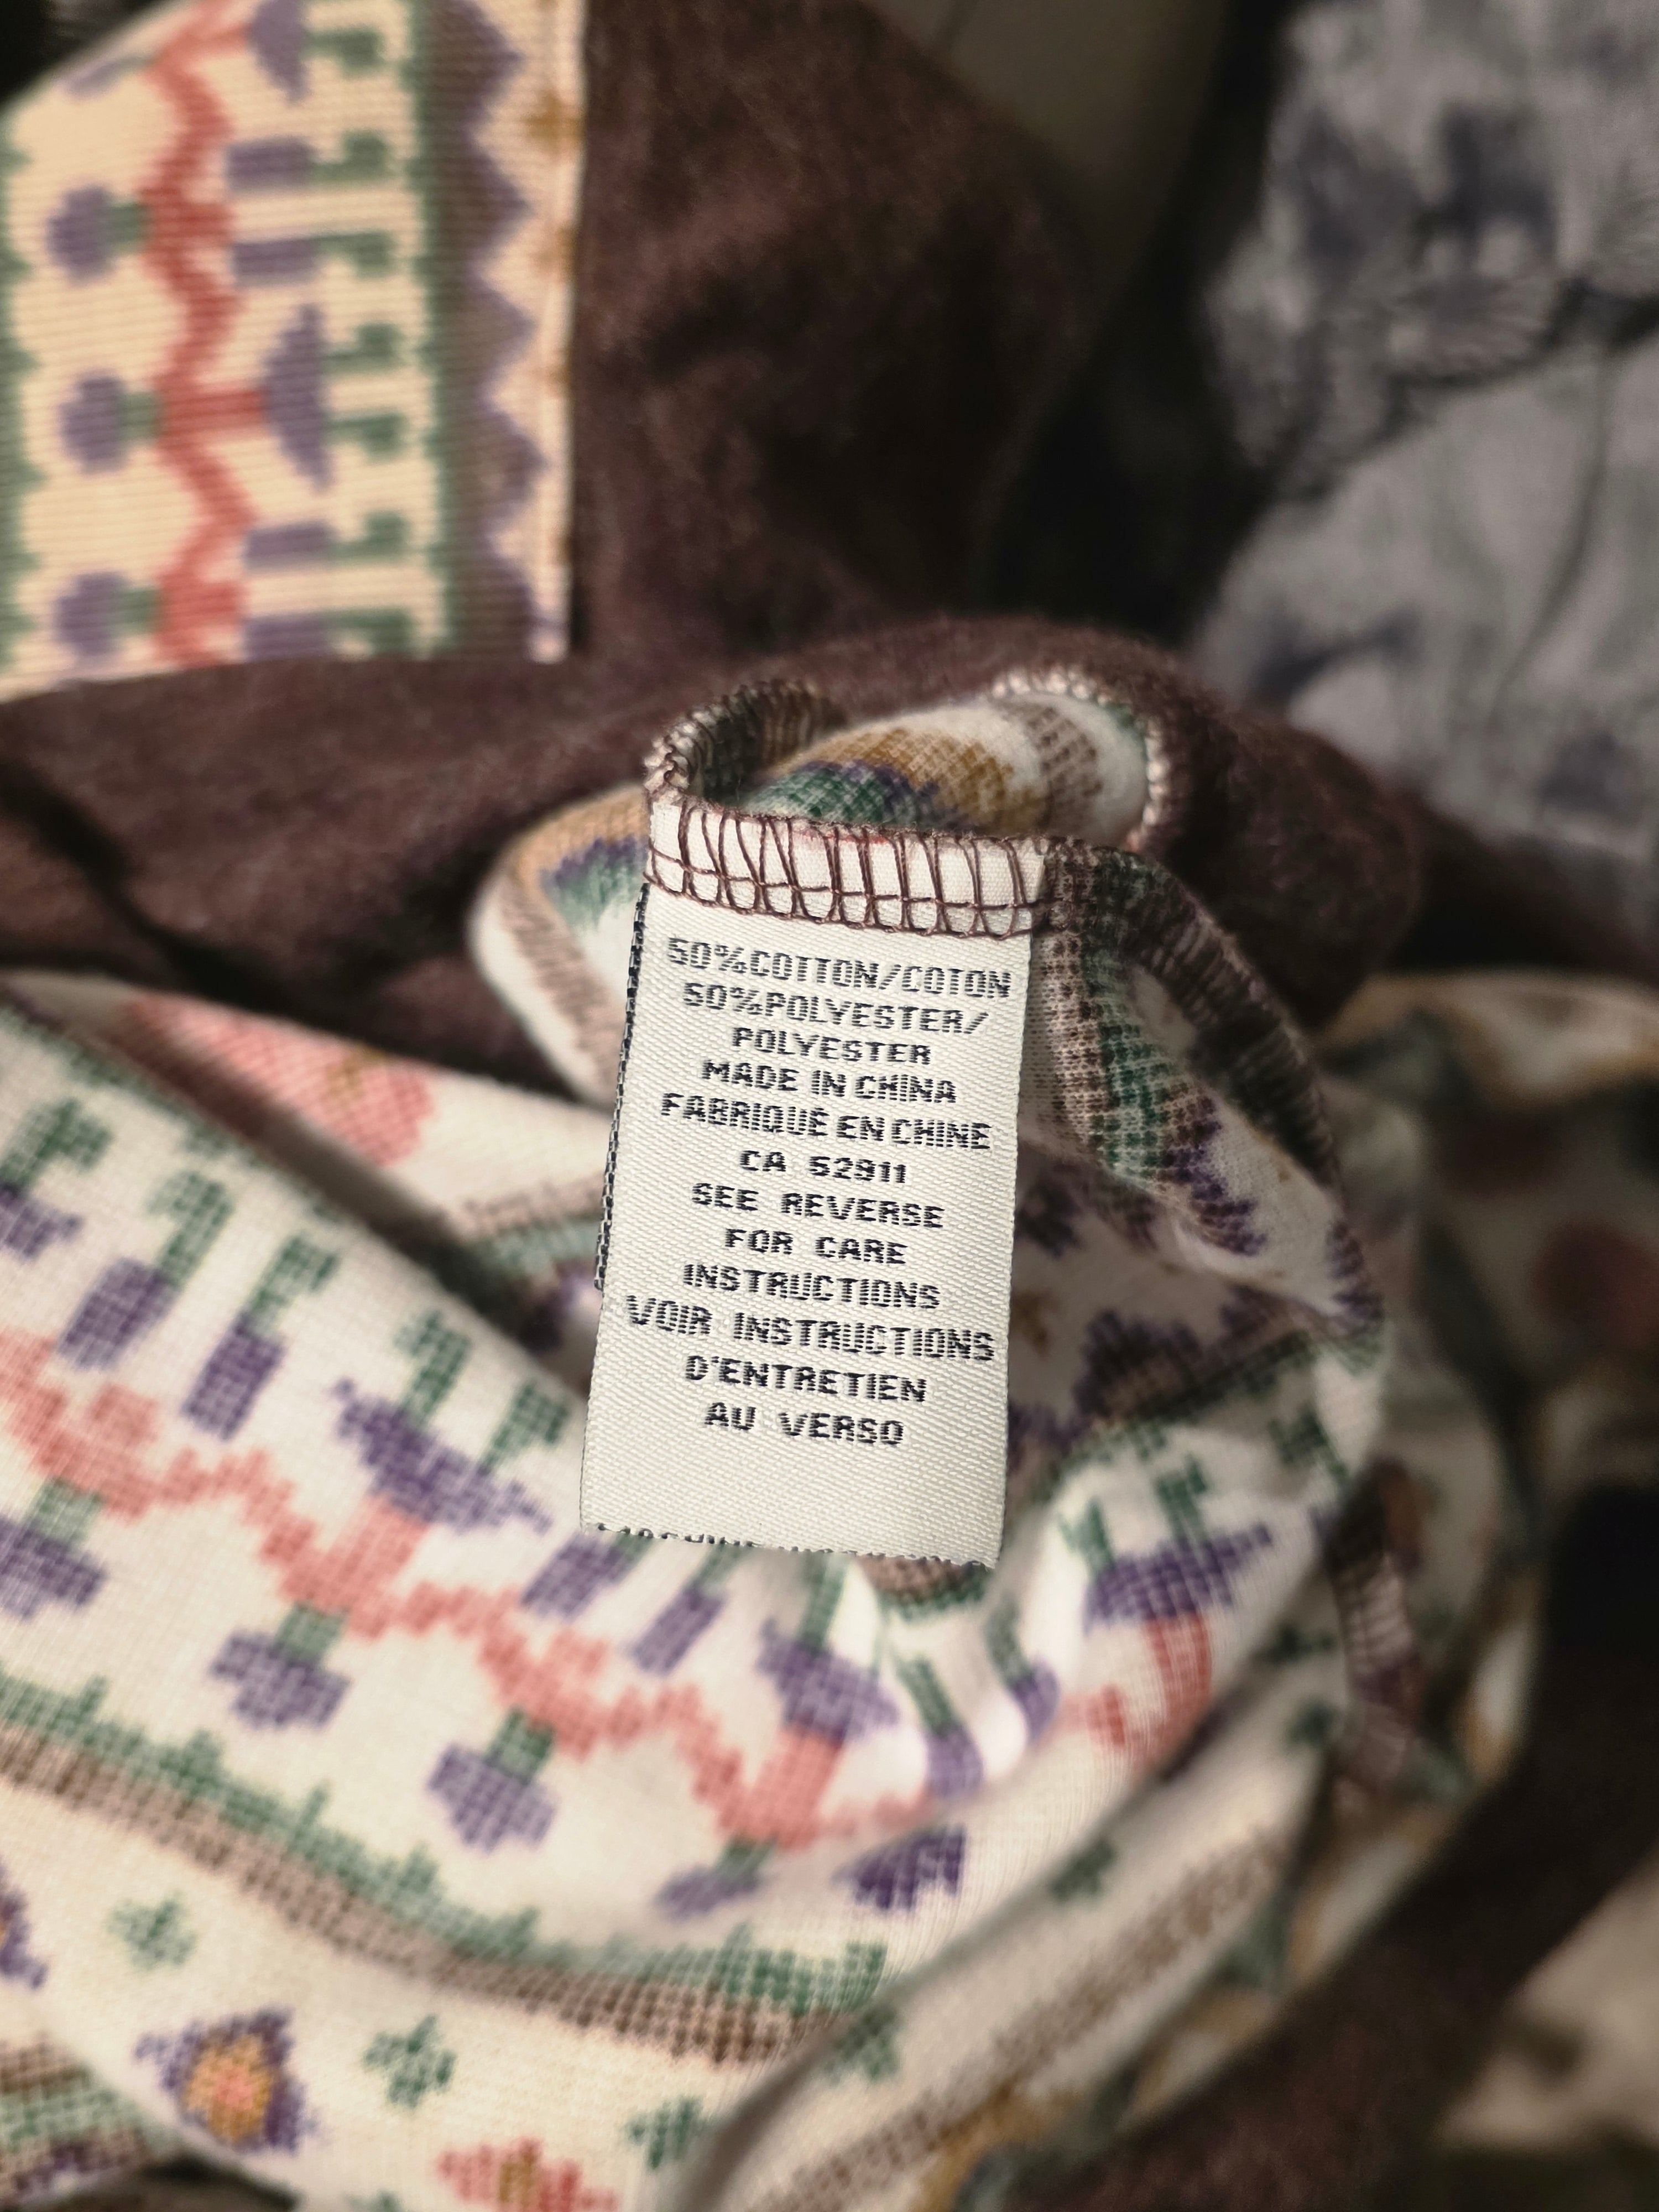 50%COTTON/COTON
50%POLYESTER/
POLYESTER
MADE IN CHINA
FABRIQUÉ EN CHINE
CA 52911
SEE REVERSE
FOR CARE
INSTRUCTIONS
VOIR INSTRUCTIONS
D'ENTRETIEN
AU VERSO